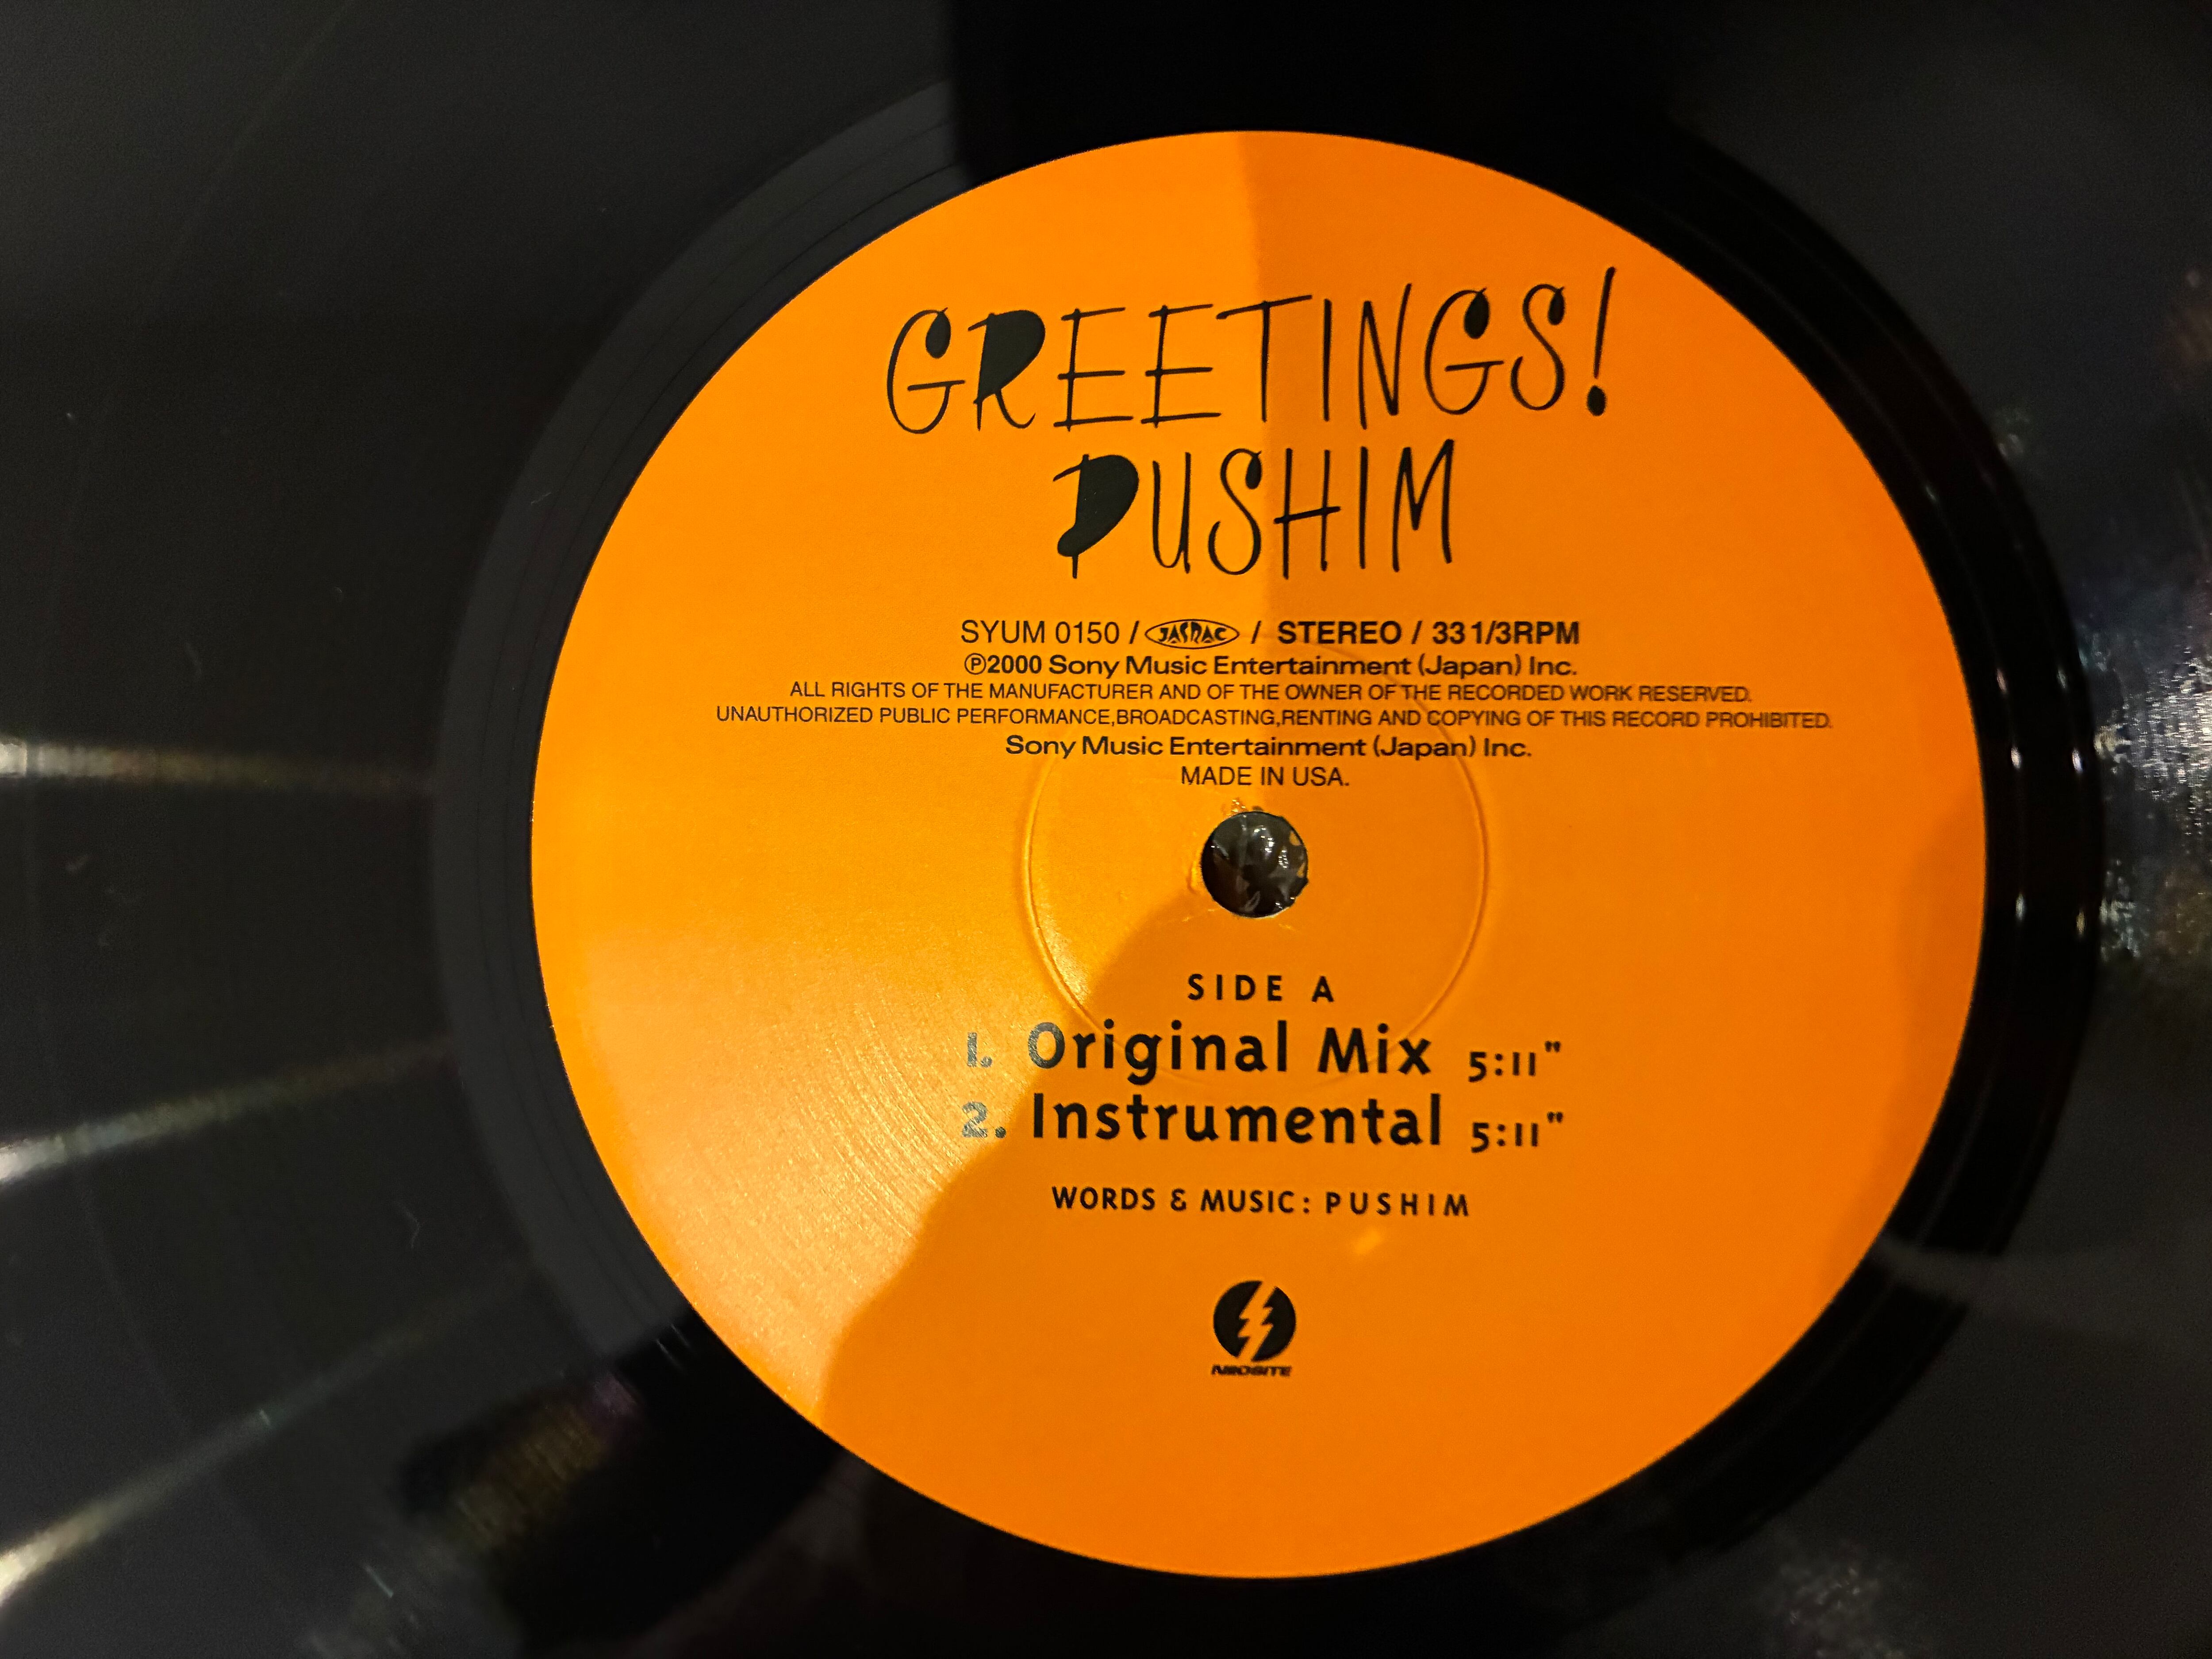 GREETINGS!
PUSHIM
SYUM 0150 / JASRAC / STEREO / 33 1/3RPM
Ⓟ2000 Sony Music Entertainment (Japan) Inc.
ALL RIGHTS OF THE MANUFACTURER AND OF THE OWNER OF THE RECORDED WORK RESERVED.
UNAUTHORIZED PUBLIC PERFORMANCE,BROADCASTING,RENTING AND COPYING OF THIS RECORD PROHIBITED.
Sony Music Entertainment (Japan) Inc.
MADE IN USA.
SIDE A
1. Original Mix 5:11"
2. Instrumental 5:11"
WORDS & MUSIC: PUSHIM
NEOSITE